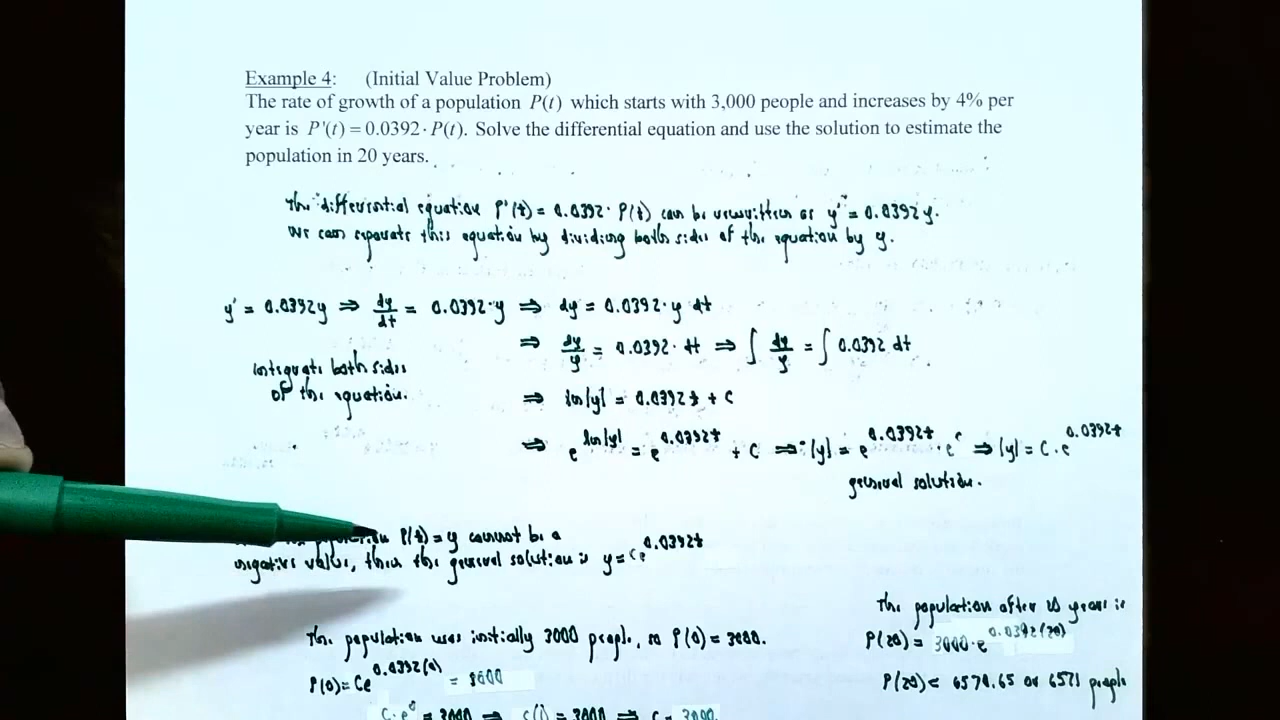 Example 4: (Initial Value Problem)
The rate of growth of a population P(t) which starts with 3,000 people and increases by 4% per
year is P'(t) = 0.0392 · P(t). Solve the differential equation and use the solution to estimate the
population in 20 years.
The differential equation P'(t) = 0.0392 · P(t) can be rewritten as y' = 0.0392y.
We can separate this equation by dividing both sides of the equation by y.
y' = 0.0392y ⇒ dy/dt = 0.0392·y ⇒ dy = 0.0392·y dt
⇒ dy/y = 0.0392· dt ⇒ ∫ dy/y = ∫ 0.0392 dt
integrate both sides
of the equation.
⇒ ln|y| = 0.0392t + C
⇒ e^{ln|y|} = e^{0.0392t} + C ⇒ |y| = e^{0.0392t} · e^c ⇒ |y| = C · e^{0.0392t}
general solution.
P(t) = y cannot be a
negative value, then the general solution is y = Ce^{0.0392t}
The population was initially 3000 people, so P(0) = 3000.
P(0) = Ce^{0.0392(0)} = 3000
C·e^0 = 3000 ⇒ C(1) = 3000 ⇒ C = 3000.
The population after 20 years is
P(20) = 3000·e^{0.0392(20)}
P(20) = 6570.65 or 6571 people